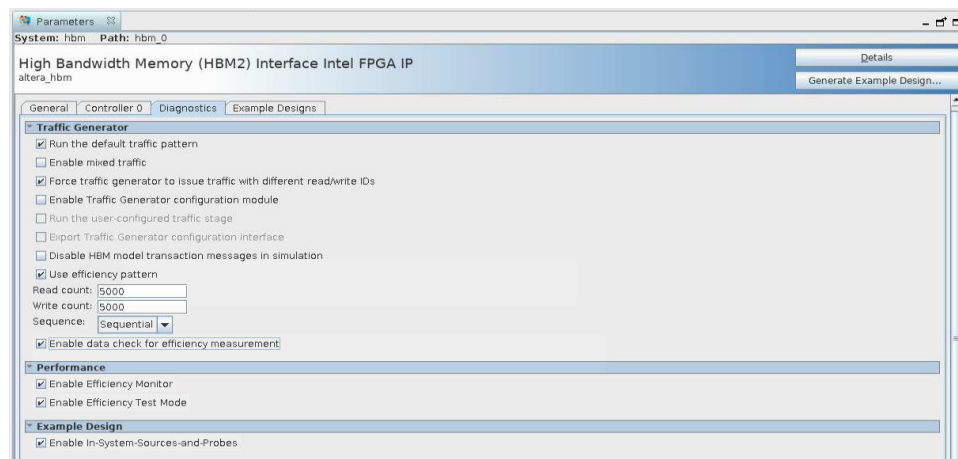 Parameters
System: hbm Path: hbm_0
High Bandwidth Memory (HBM2) Interface Intel FPGA IP
altera_hbm
Details
Generate Example Design...
General Controller 0 Diagnostics Example Designs
Traffic Generator
Run the default traffic pattern
Enable mixed traffic
Force traffic generator to issue traffic with different read/write IDs
Enable Traffic Generator configuration module
Run the user-configured traffic stage
Export Traffic Generator configuration interface
Disable HBM model transaction messages in simulation
Use efficiency pattern
Read count: 5000
Write count: 5000
Sequence: Sequential
Enable data check for efficiency measurement
Performance
Enable Efficiency Monitor
Enable Efficiency Test Mode
Example Design
Enable In-System-Sources-and-Probes